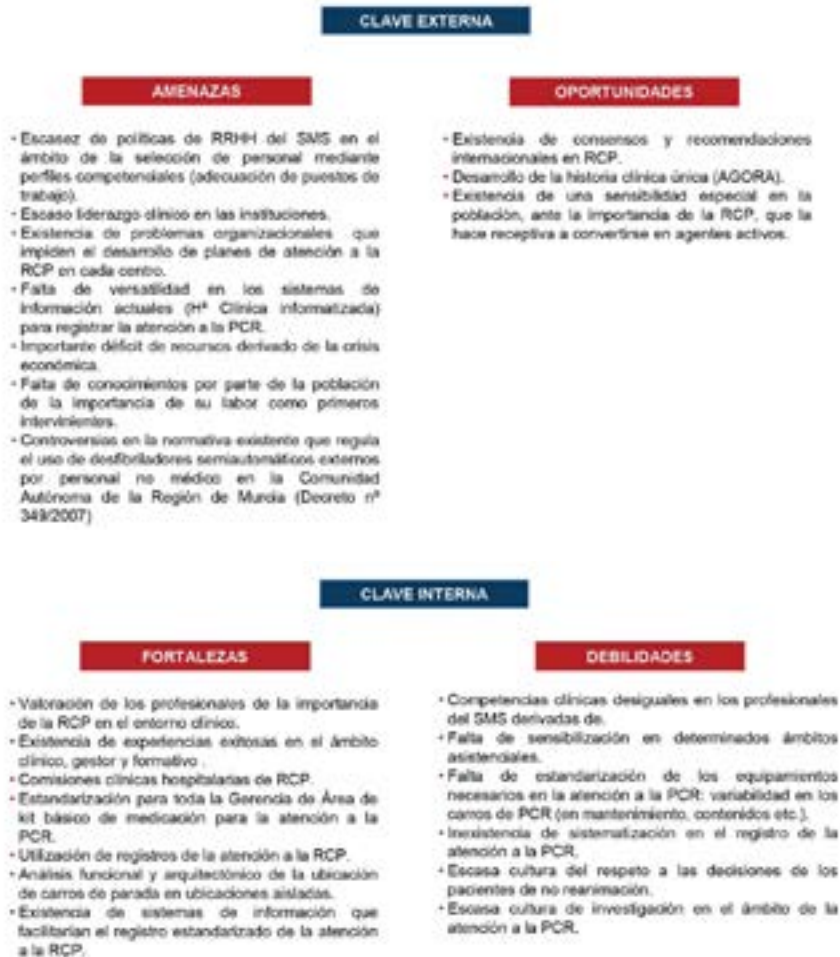 CLAVE EXTERNA
AMENAZAS
• Escasez de políticas de RRHH del SMS en el
ámbito de la selección de personal mediante
perfiles competenciales (adecuación de puestos de
trabajo).
• Escaso liderazgo clínico en las instituciones.
• Existencia de problemas organizacionales que
impiden el desarrollo de planes de atención a la
RCP en cada centro.
• Falta de versatilidad en los sistemas de
información actuales (Hª Clínica informatizada)
para registrar la atención a la PCR.
• Importante déficit de recursos derivado de la crisis
económica.
• Falta de conocimientos por parte de la población
de la importancia de su labor como primeros
intervinientes.
• Controversias en la normativa existente que regula
el uso de desfibriladores semiautomáticos externos
por personal no médico en la Comunidad
Autónoma de la Región de Murcia (Decreto nº
349/2007)
OPORTUNIDADES
• Existencia de consensos y recomendaciones
internacionales en RCP.
• Desarrollo de la historia clínica única (AGORA).
• Existencia de una sensibilidad especial en la
población, ante la importancia de la RCP, que la
hace receptiva a convertirse en agentes activos.
CLAVE INTERNA
FORTALEZAS
• Valoración de los profesionales de la importancia
de la RCP en el entorno clínico.
• Existencia de experiencias exitosas en el ámbito
clínico, gestor y formativo .
• Comisiones clínicas hospitalarias de RCP.
• Estandarización para toda la Gerencia de Área de
kit básico de medicación para la atención a la
PCR.
• Utilización de registros de la atención a la RCP.
• Análisis funcional y arquitectónico de la ubicación
de carros de parada en ubicaciones aisladas.
• Existencia de sistemas de información que
facilitarían el registro estandarizado de la atención
a la RCP.
DEBILIDADES
• Competencias clínicas desiguales en los profesionales
del SMS derivadas de.
• Falta de sensibilización en determinados ámbitos
asistenciales.
• Falta de estandarización de los equipamientos
necesarios en la atención a la PCR: variabilidad en los
carros de PCR (en mantenimiento, contenidos etc.).
• Inexistencia de sistematización en el registro de la
atención a la PCR.
• Escasa cultura del respeto a las decisiones de los
pacientes de no reanimación.
• Escasa cultura de investigación en el ámbito de la
atención a la PCR.